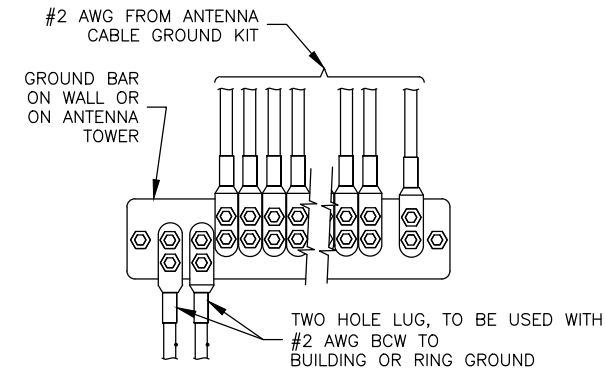 #2 AWG FROM ANTENNA
CABLE GROUND KIT
GROUND BAR
ON WALL OR
ON ANTENNA
TOWER
TWO HOLE LUG, TO BE USED WITH
#2 AWG BCW TO
BUILDING OR RING GROUND